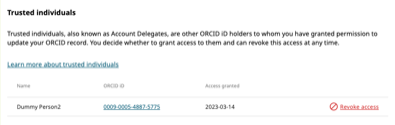 Trusted individuals
Trusted individuals, also known as Account Delegates, are other ORCID iD holders to whom you have granted permission to
update your ORCID record. You decide whether to grant access to them and can revoke this access at any time.
Learn more about trusted individuals
Name ORCID iD Access granted
Dummy Person2 0009-0005-4887-5775 2023-03-14 Revoke access